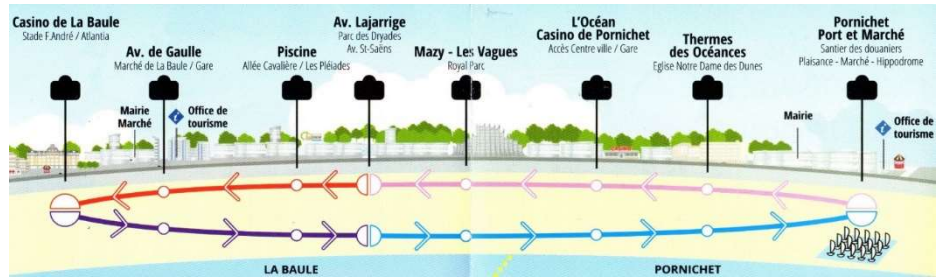 Casino de La Baule
Stade F.André / Atlantia
Av. de Gaulle
Marché de La Baule / Gare
Piscine
Allée Cavalière / Les Pléiades
Av. Lajarrige
Parc des Dryades
Av. St-Saëns
Mazy - Les Vagues
Royal Parc
L'Océan
Casino de Pornichet
Accès Centre ville / Gare
Thermes
des Océances
Eglise Notre Dame des Dunes
Pornichet
Port et Marché
Santier des douaniers
Plaisance - Marché - Hippodrome
Mairie
Marché
i
Office de
tourisme
Mairie
i
Office de
tourisme
LA BAULE
PORNICHET